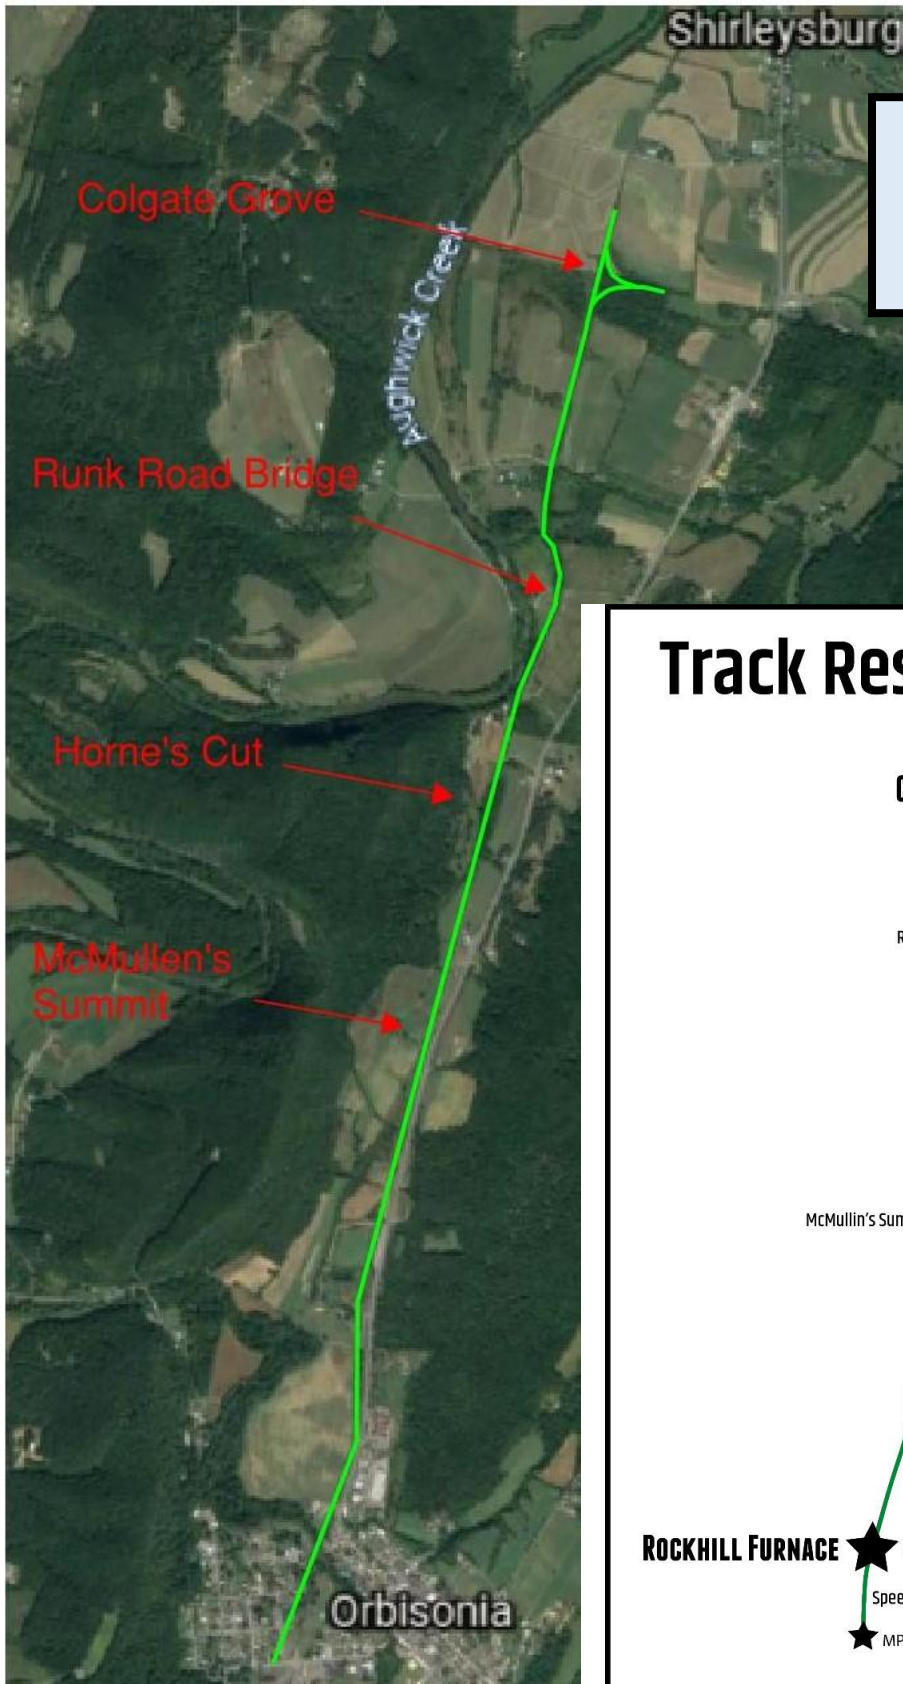 Shirleysburg
Colgate Grove
Aughwick Creek
Runk Road Bridge
Horne's Cut
McMullen's
Summit
Orbisonia
Track Res
McMullin's Sum
ROCKHILL FURNACE
Spee
MP